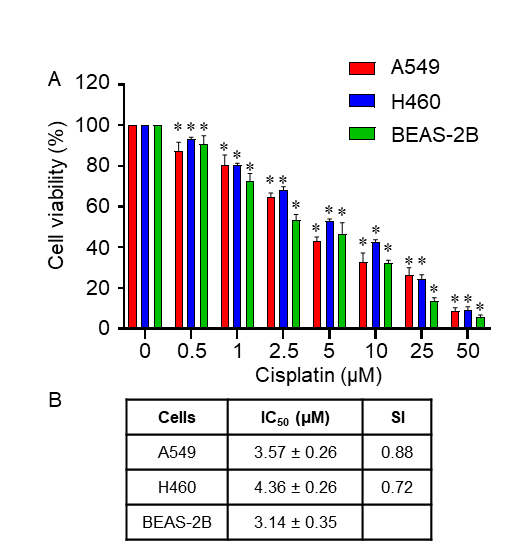 A
A549
H460
BEAS-2B
Cell viability (%)
120
100
80
60
40
20
0
* * *
* * *
* * *
* * *
* * *
* * *
* * *
0 0.5 1 2.5 5 10 25 50
Cisplatin (µM)
B
Cells IC₅₀ (µM) SI
A549 3.57 ± 0.26 0.88
H460 4.36 ± 0.26 0.72
BEAS-2B 3.14 ± 0.35